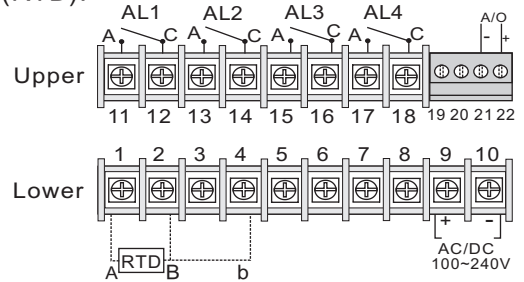 AL1 AL2 AL3 AL4 A/O
A C A C A C A C - +
Upper
11 12 13 14 15 16 17 18 19 20 21 22
1 2 3 4 5 6 7 8 9 10
Lower
+ -
A RTD B b
AC/DC
100~240V